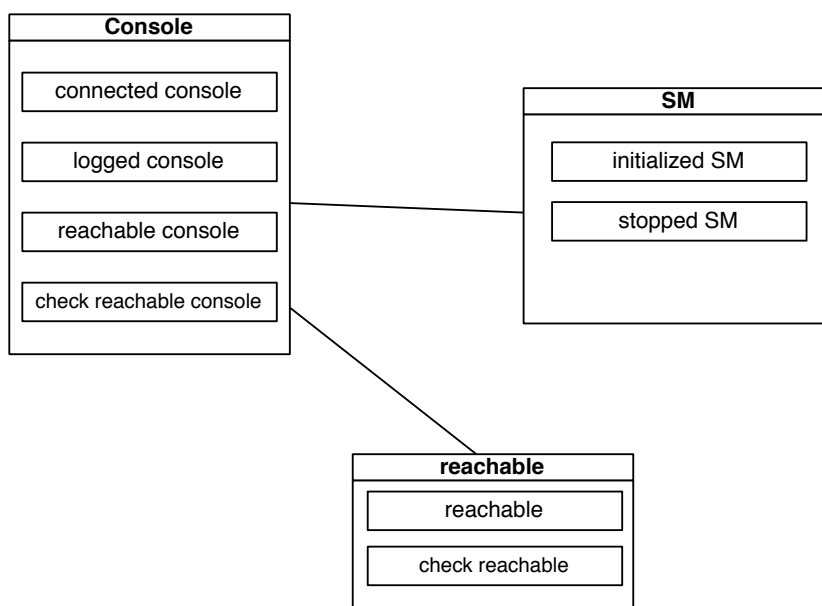 Console
connected console
logged console
reachable console
check reachable console
SM
initialized SM
stopped SM
reachable
reachable
check reachable